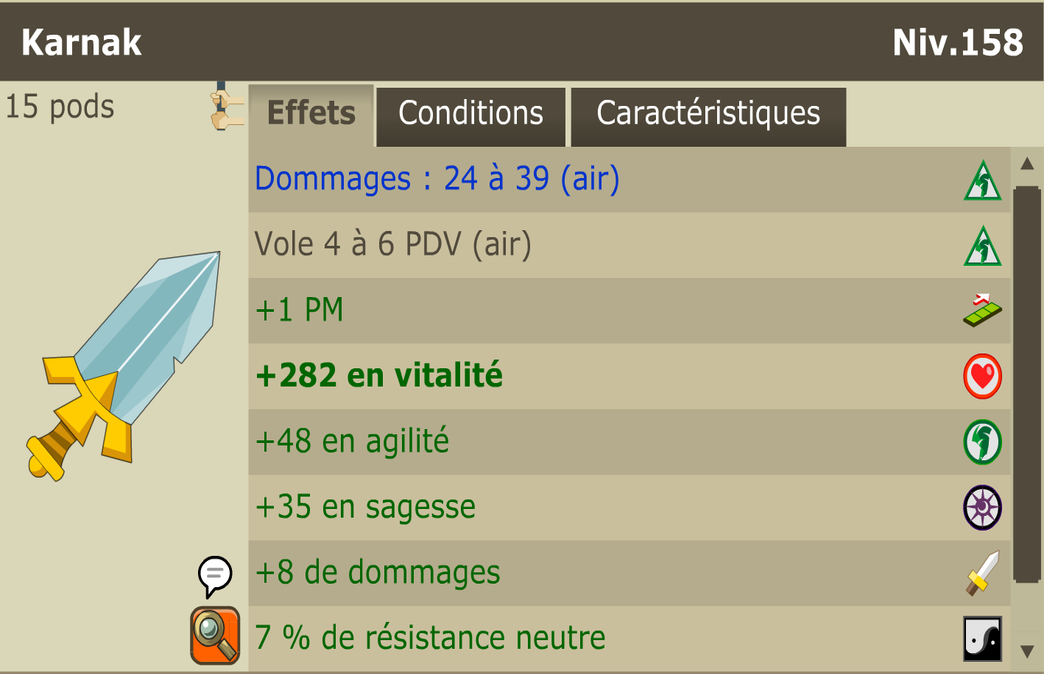 Karnak
Niv.158
15 pods
Effets
Conditions
Caractéristiques
Dommages : 24 à 39 (air)
Vole 4 à 6 PDV (air)
+1 PM
+282 en vitalité
+48 en agilité
+35 en sagesse
+8 de dommages
7 % de résistance neutre